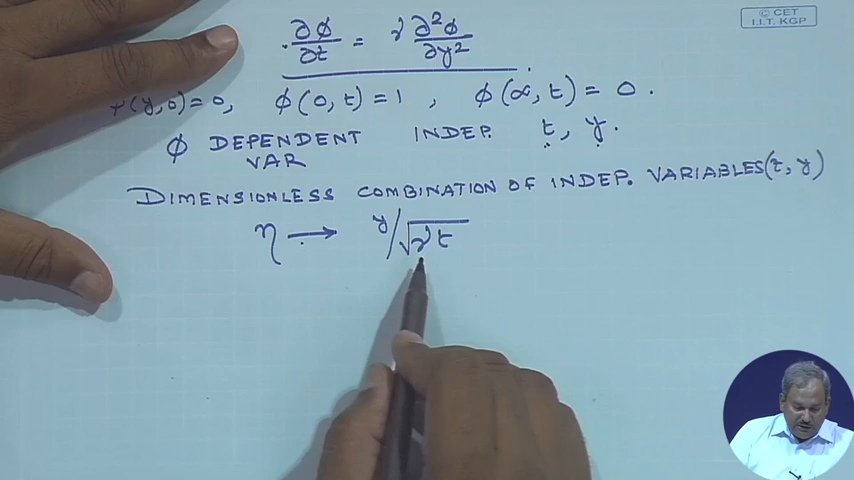 © CET
I.I.T. KGP
∂φ/∂t = ν ∂²φ/∂y²
(y, 0) = 0, φ(0, t) = 1, φ(∞, t) = 0.
φ DEPENDENT VAR INDEP. t, y.
DIMENSIONLESS COMBINATION OF INDEP. VARIABLES (t, y)
η → y/√νt